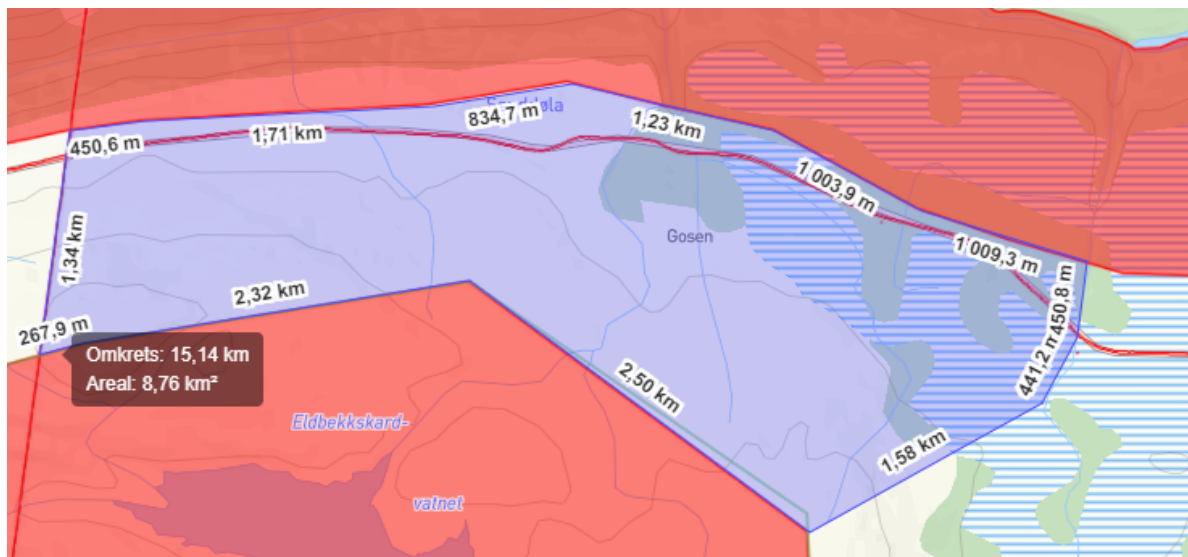 1,23 km
834,7 m
1,71 km
450,6 m
1 003,9 m
Gosen
1 009,3 m
1,34 km
2,32 km
450,8 m
267,9 m
Omkrets: 15,14 km
Areal: 8,76 km²
441,2 m
2,50 km
Eldbekkskard-
1,58 km
vatnet